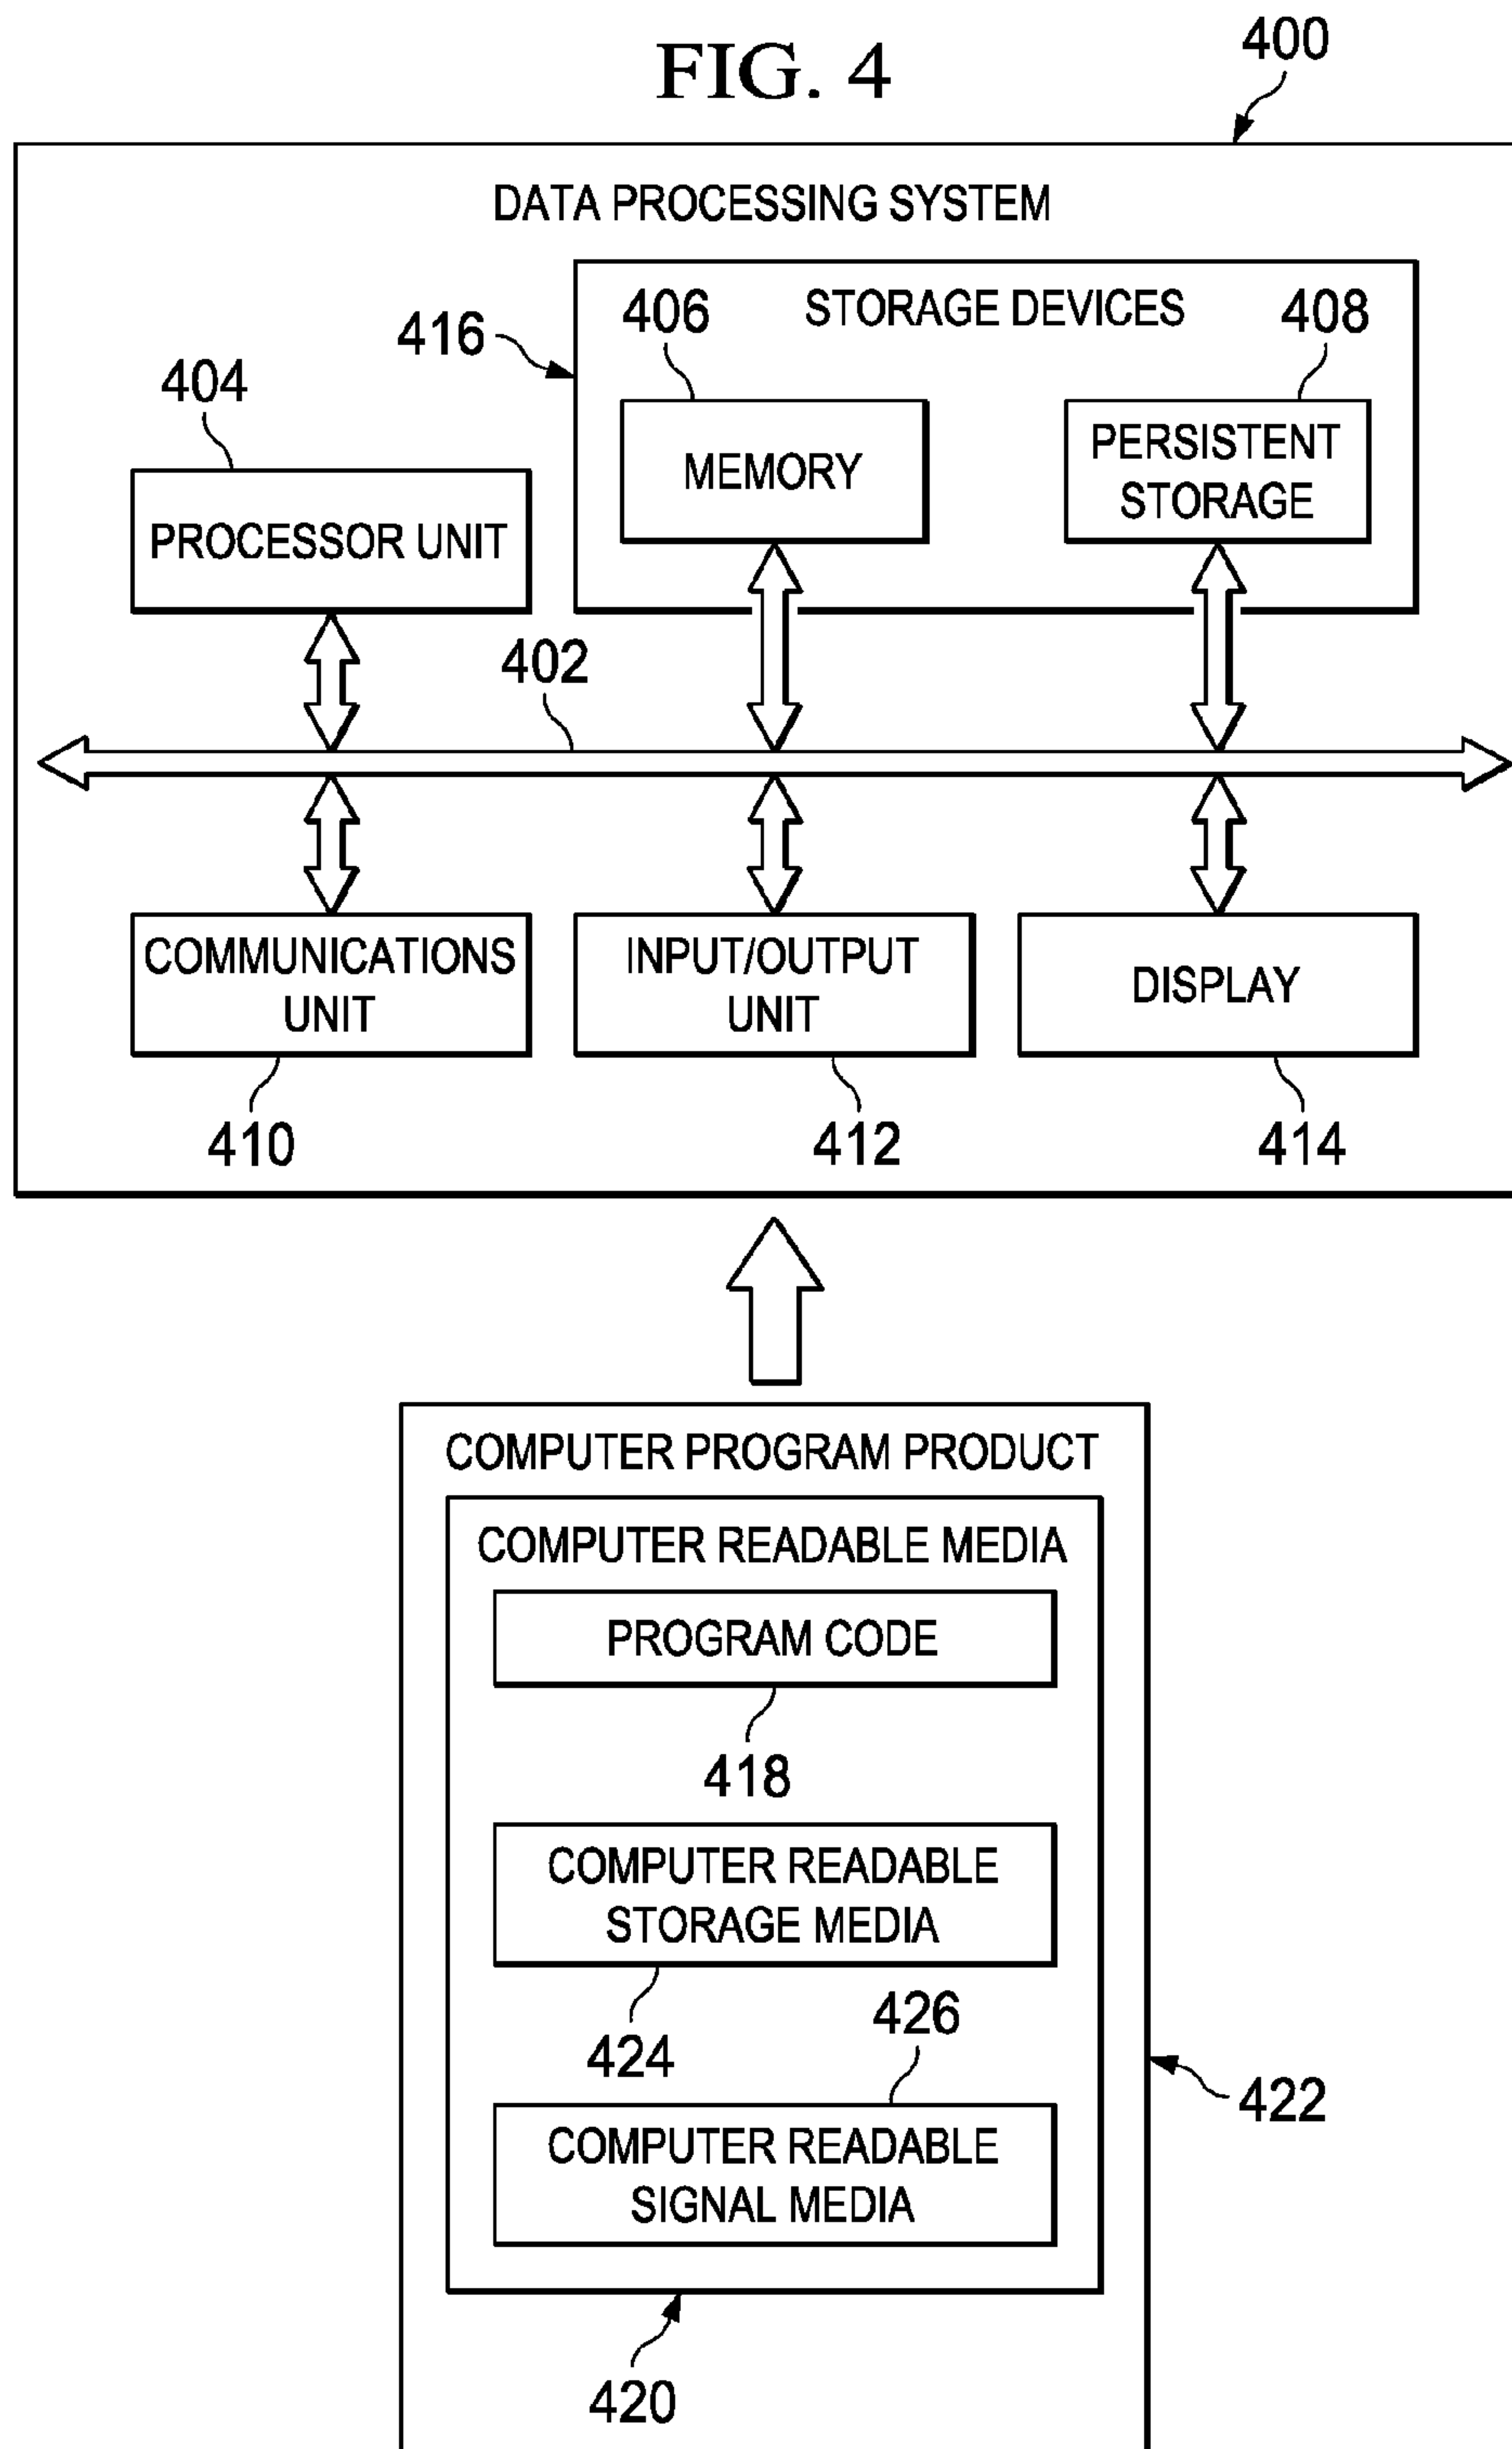 FIG. 4
400
DATA PROCESSING SYSTEM
STORAGE DEVICES
416
406
408
404
MEMORY
PERSISTENT
STORAGE
PROCESSOR UNIT
402
COMMUNICATIONS
UNIT
INPUT/OUTPUT
UNIT
DISPLAY
410
412
414
COMPUTER PROGRAM PRODUCT
COMPUTER READABLE MEDIA
PROGRAM CODE
418
COMPUTER READABLE
STORAGE MEDIA
424
426
422
COMPUTER READABLE
SIGNAL MEDIA
420